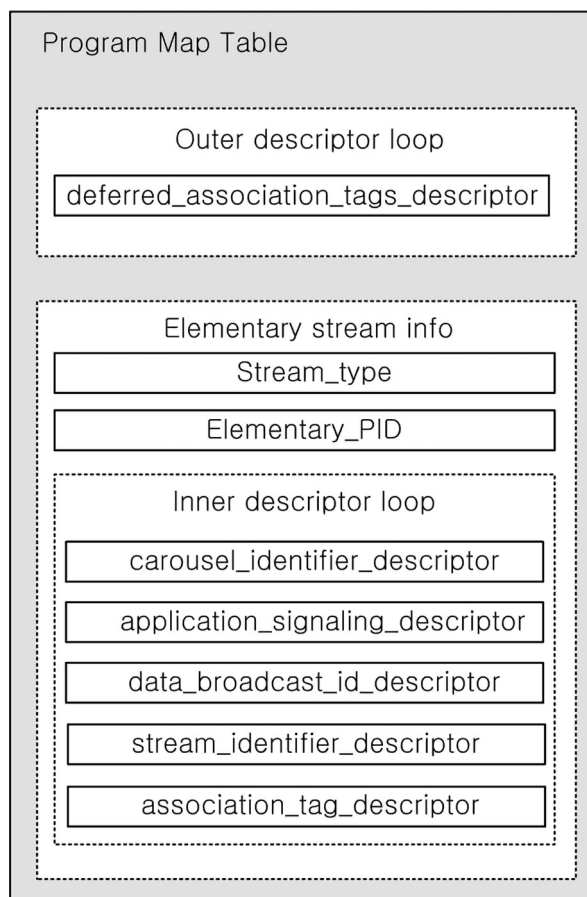 Program Map Table
Outer descriptor loop
deferred_association_tags_descriptor
Elementary stream info
Stream_type
Elementary_PID
Inner descriptor loop
carousel_identifier_descriptor
application_signaling_descriptor
data_broadcast_id_descriptor
stream_identifier_descriptor
association_tag_descriptor